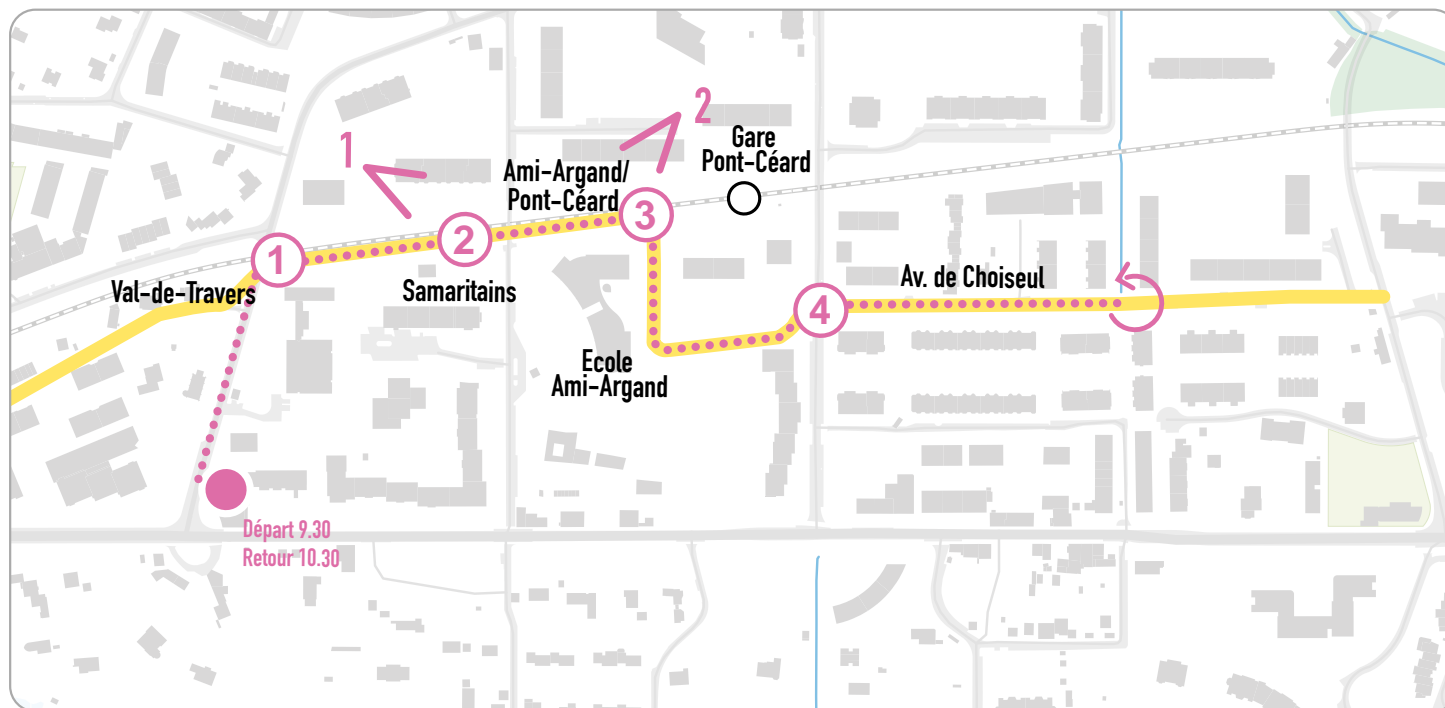 2
1
Gare
Pont-Céard
Ami-Argand/
Pont-Céard
3
2
1
Val-de-Travers
Samaritains
Av. de Choiseul
4
Ecole
Ami-Argand
Départ 9.30
Retour 10.30